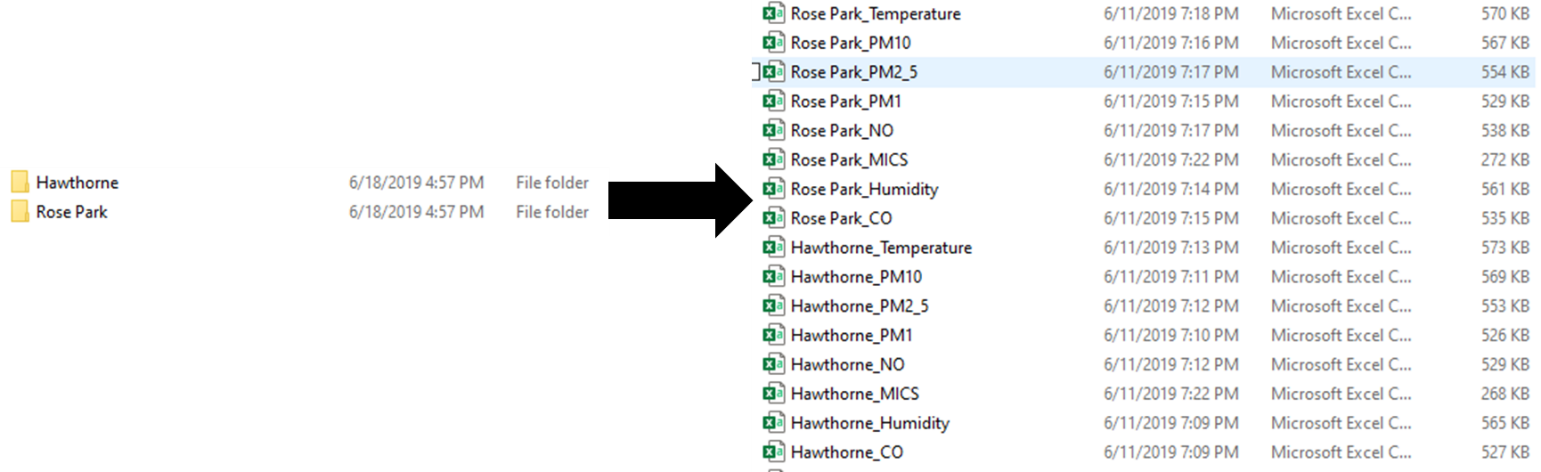 Hawthorne 6/18/2019 4:57 PM File folder
Rose Park 6/18/2019 4:57 PM File folder
Rose Park_Temperature 6/11/2019 7:18 PM Microsoft Excel C... 570 KB
Rose Park_PM10 6/11/2019 7:16 PM Microsoft Excel C... 567 KB
Rose Park_PM2_5 6/11/2019 7:17 PM Microsoft Excel C... 554 KB
Rose Park_PM1 6/11/2019 7:15 PM Microsoft Excel C... 529 KB
Rose Park_NO 6/11/2019 7:17 PM Microsoft Excel C... 538 KB
Rose Park_MICS 6/11/2019 7:22 PM Microsoft Excel C... 272 KB
Rose Park_Humidity 6/11/2019 7:14 PM Microsoft Excel C... 561 KB
Rose Park_CO 6/11/2019 7:15 PM Microsoft Excel C... 535 KB
Hawthorne_Temperature 6/11/2019 7:13 PM Microsoft Excel C... 573 KB
Hawthorne_PM10 6/11/2019 7:11 PM Microsoft Excel C... 569 KB
Hawthorne_PM2_5 6/11/2019 7:12 PM Microsoft Excel C... 553 KB
Hawthorne_PM1 6/11/2019 7:10 PM Microsoft Excel C... 526 KB
Hawthorne_NO 6/11/2019 7:12 PM Microsoft Excel C... 529 KB
Hawthorne_MICS 6/11/2019 7:22 PM Microsoft Excel C... 268 KB
Hawthorne_Humidity 6/11/2019 7:09 PM Microsoft Excel C... 565 KB
Hawthorne_CO 6/11/2019 7:09 PM Microsoft Excel C... 527 KB